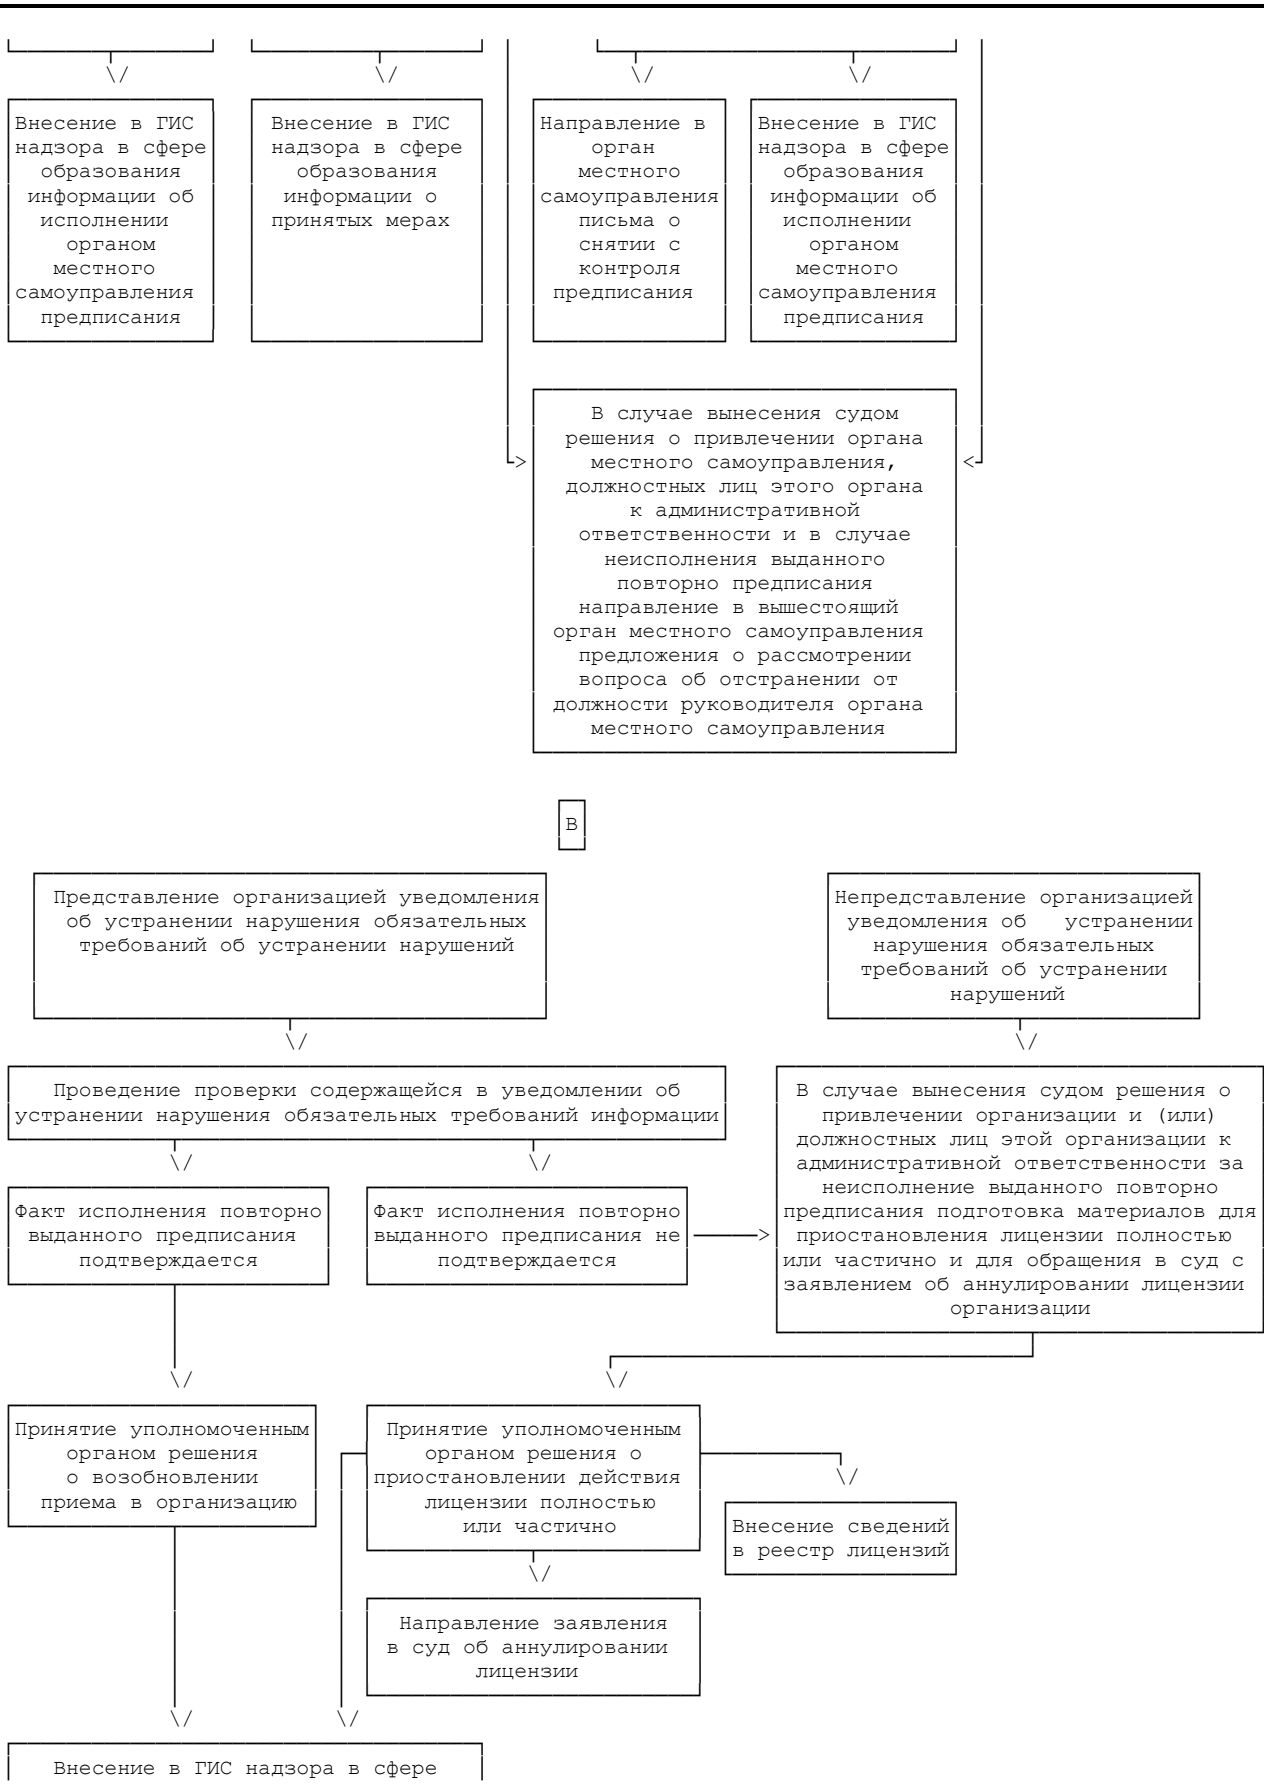 Внесение в ГИС
надзора в сфере
образования
информации об
исполнении
органом
местного
самоуправления
предписания
Внесение в ГИС
надзора в сфере
образования
информации о
принятых мерах
Направление в
орган
местного
самоуправления
письма о
снятии с
контроля
предписания
Внесение в ГИС
надзора в сфере
образования
информации об
исполнении
органом
местного
самоуправления
предписания
В случае вынесения судом
решения о привлечении органа
местного самоуправления,
должностных лиц этого органа
к административной
ответственности и в случае
неисполнения выданного
повторно предписания
направление в вышестоящий
орган местного самоуправления
предложения о рассмотрении
вопроса об отстранении от
должности руководителя органа
местного самоуправления
В
Представление организацией уведомления
об устранении нарушения обязательных
требований об устранении нарушений
Непредставление организацией
уведомления об устранении
нарушения обязательных
требований об устранении
нарушений
Проведение проверки содержащейся в уведомлении об
устранении нарушения обязательных требований информации
В случае вынесения судом решения о
привлечении организации и (или)
должностных лиц этой организации к
административной ответственности за
неисполнение выданного повторно
предписания подготовка материалов для
приостановления лицензии полностью
или частично и для обращения в суд с
заявлением об аннулировании лицензии
организации
Факт исполнения повторно
выданного предписания
подтверждается
Факт исполнения повторно
выданного предписания не
подтверждается
Принятие уполномоченным
органом решения
о возобновлении
приема в организацию
Принятие уполномоченным
органом решения о
приостановлении действия
лицензии полностью
или частично
Внесение сведений
в реестр лицензий
Направление заявления
в суд об аннулировании
лицензии
Внесение в ГИС надзора в сфере